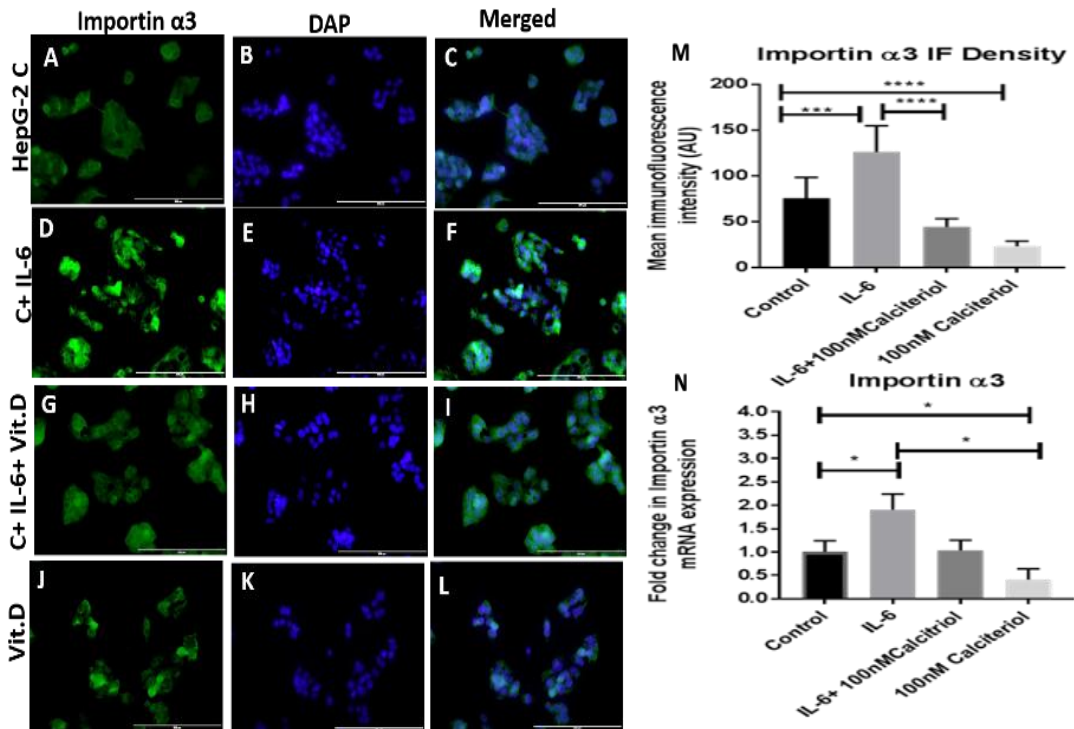 Importin α3
DAP
Merged
HepG-2 C
A
B
C
C+ IL-6
D
E
F
C+ IL-6+ Vit.D
G
H
I
Vit.D
J
K
L
M
Importin α3 IF Density
Mean immunofluorescence
intensity (AU)
200
150
100
50
0
****
***
****
Control
IL-6
IL-6+100nMCalciteriol
100nM Calciteriol
N
Importin α3
Fold change in Importin α3
mRNA expression
4.0
3.5
3.0
2.5
2.0
1.5
1.0
0.5
0.0
*
*
*
Control
IL-6
IL-6+ 100nMCalcitriol
100nM Calciteriol